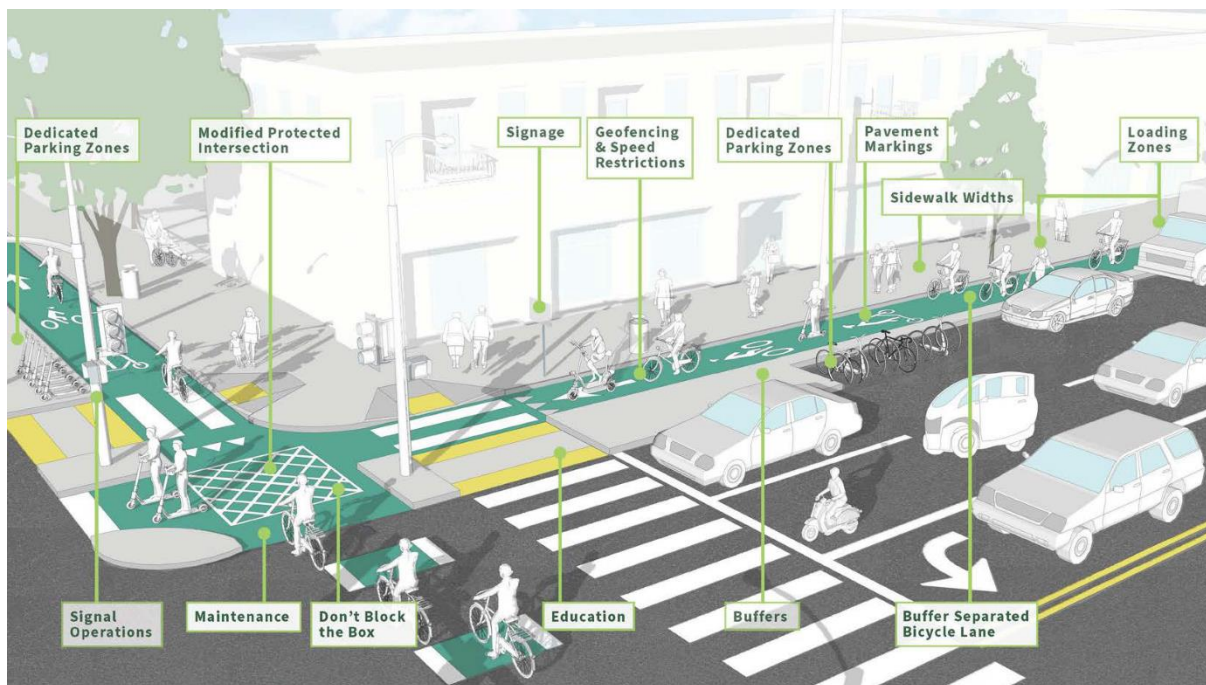 Dedicated
Parking Zones
Modified Protected
Intersection
Signage
Geofencing
& Speed
Restrictions
Dedicated
Parking Zones
Pavement
Markings
Loading
Zones
Sidewalk Widths
Signal
Operations
Maintenance
Don't Block
the Box
Education
Buffers
Buffer Separated
Bicycle Lane